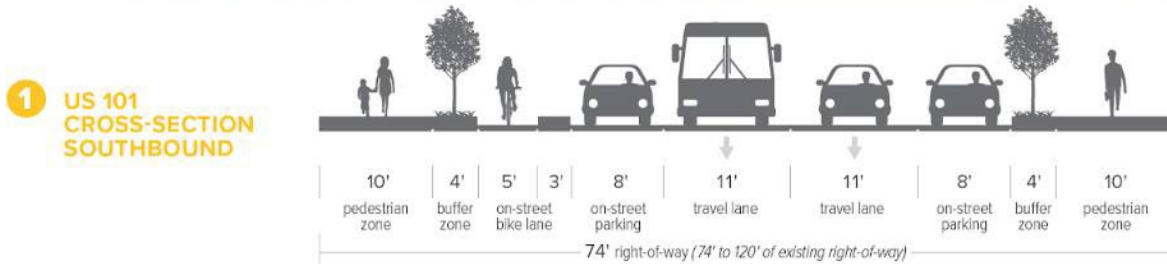 1 US 101
CROSS-SECTION
SOUTHBOUND
10' 4' 5' 3' 8' 11' 11' 8' 4' 10'
pedestrian zone
buffer zone
on-street bike lane
on-street parking
travel lane
travel lane
on-street parking
buffer zone
pedestrian zone
74' right-of-way (74' to 120' of existing right-of-way)